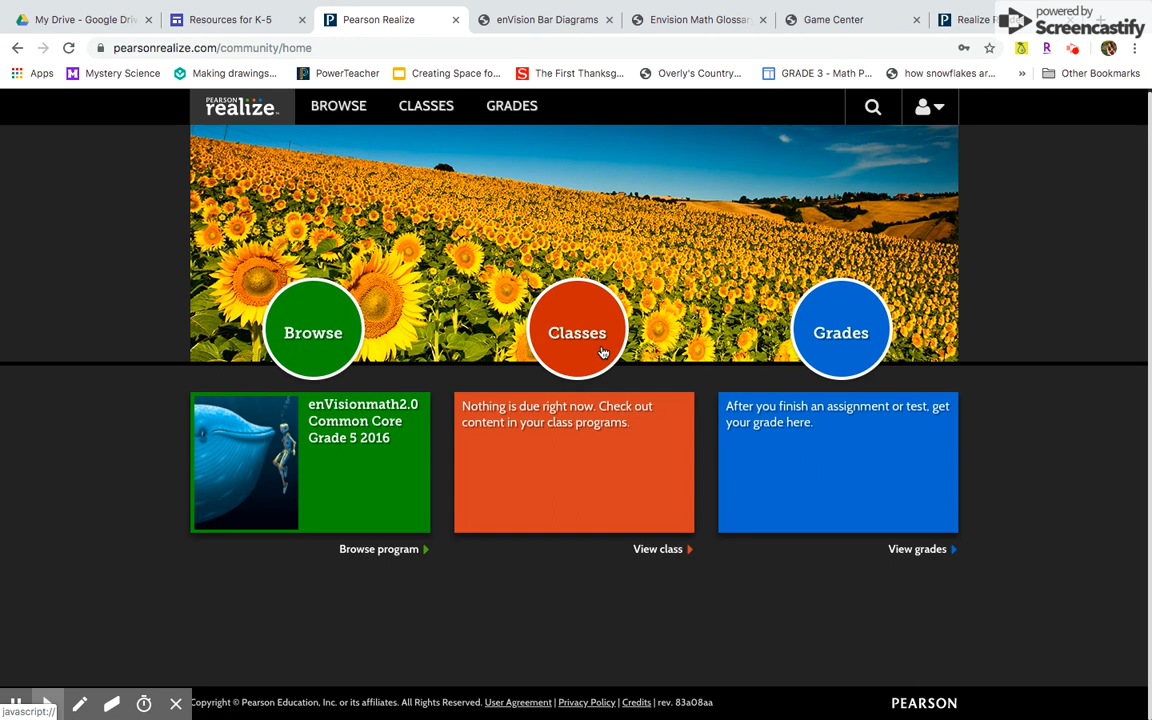 My Drive - Google Driv
Resources for K-5
Pearson Realize
enVision Bar Diagrams
Envision Math Glossar
Game Center
Realize R
powered by
Screencastify
pearsonrealize.com/community/home
Apps
Mystery Science
Making drawings...
PowerTeacher
Creating Space fo...
The First Thanksg...
Overly's Country...
GRADE 3 - Math P...
how snowflakes ar...
»
Other Bookmarks
PEARSON
realize™
BROWSE
CLASSES
GRADES
Browse
Classes
Grades
enVisionmath2.0
Common Core
Grade 5 2016
Nothing is due right now. Check out
content in your class programs.
After you finish an assignment or test, get
your grade here.
Browse program
View class
View grades
Copyright © Pearson Education, Inc. or its affiliates. All Rights Reserved. User Agreement | Privacy Policy | Credits | rev. 83a08aa
PEARSON
javascript://